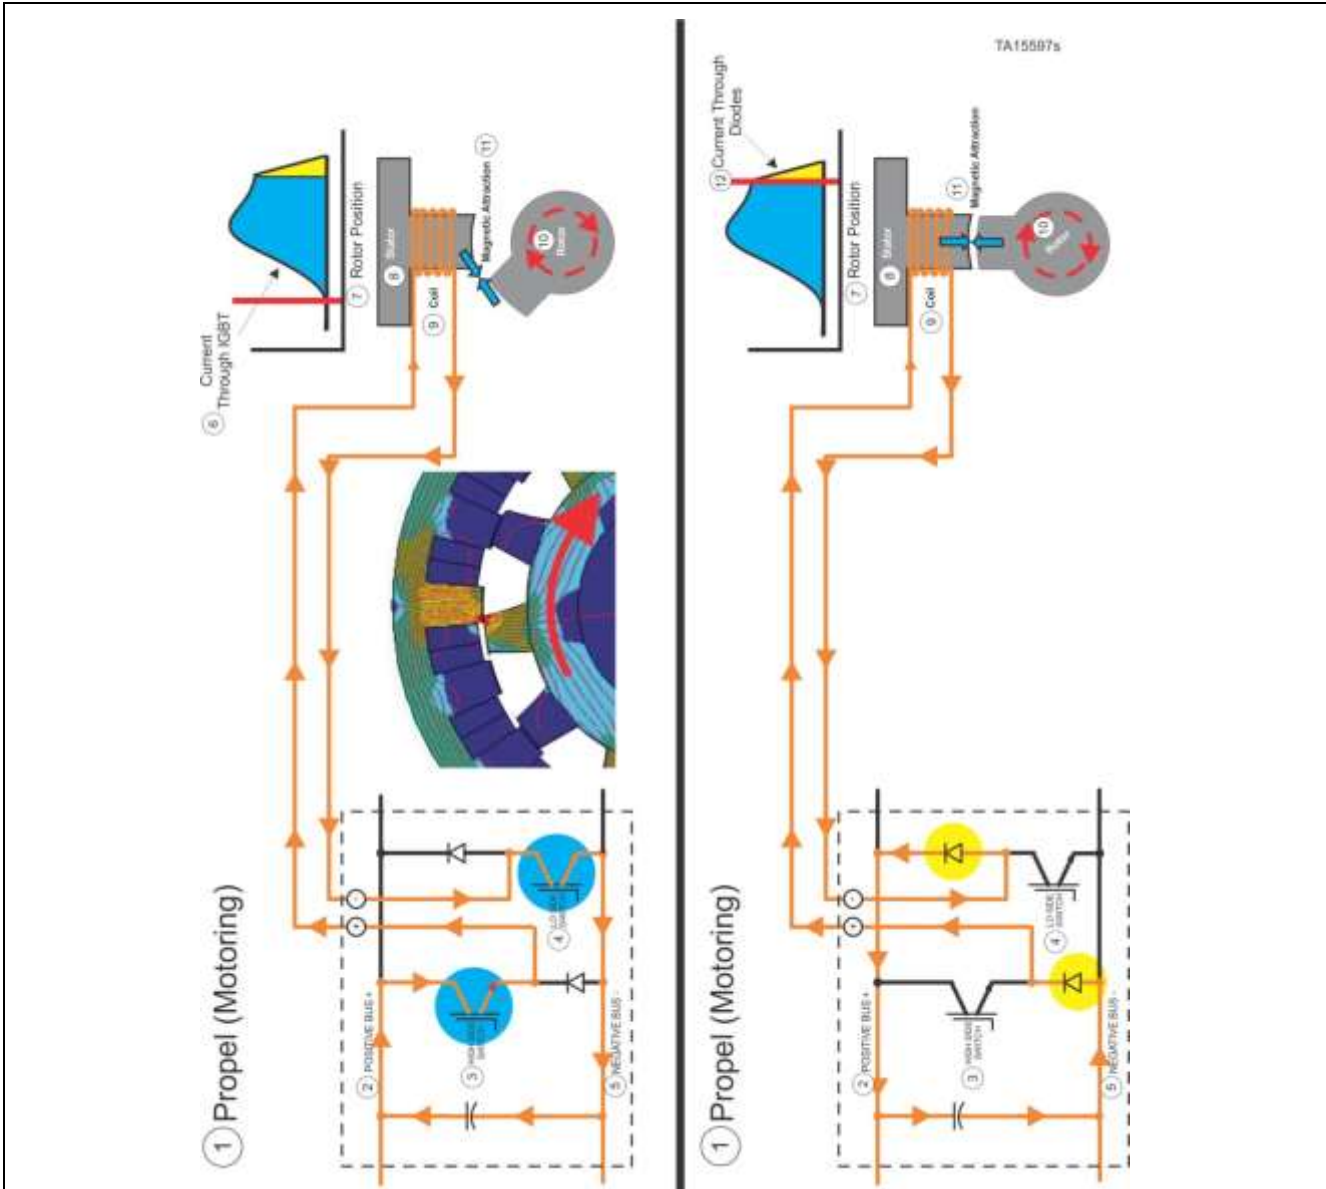 TA15597s
1 Propel (Motoring)
2 POSITIVE BUS +
3 HIGH SIDE
SWITCH
4 LO SIDE
SWITCH
5 NEGATIVE BUS -
+
-
Current
6 Through IGBT
7 Rotor Position
8 Stator
9 Coil
10 Rotor
Magnetic Attraction 11
1 Propel (Motoring)
2 POSITIVE BUS +
3 HIGH SIDE
SWITCH
4 LO SIDE
SWITCH
5 NEGATIVE BUS -
+
-
12 Current Through
Diodes
7 Rotor Position
8 Stator
9 Coil
10 Rotor
11
Magnetic Attraction